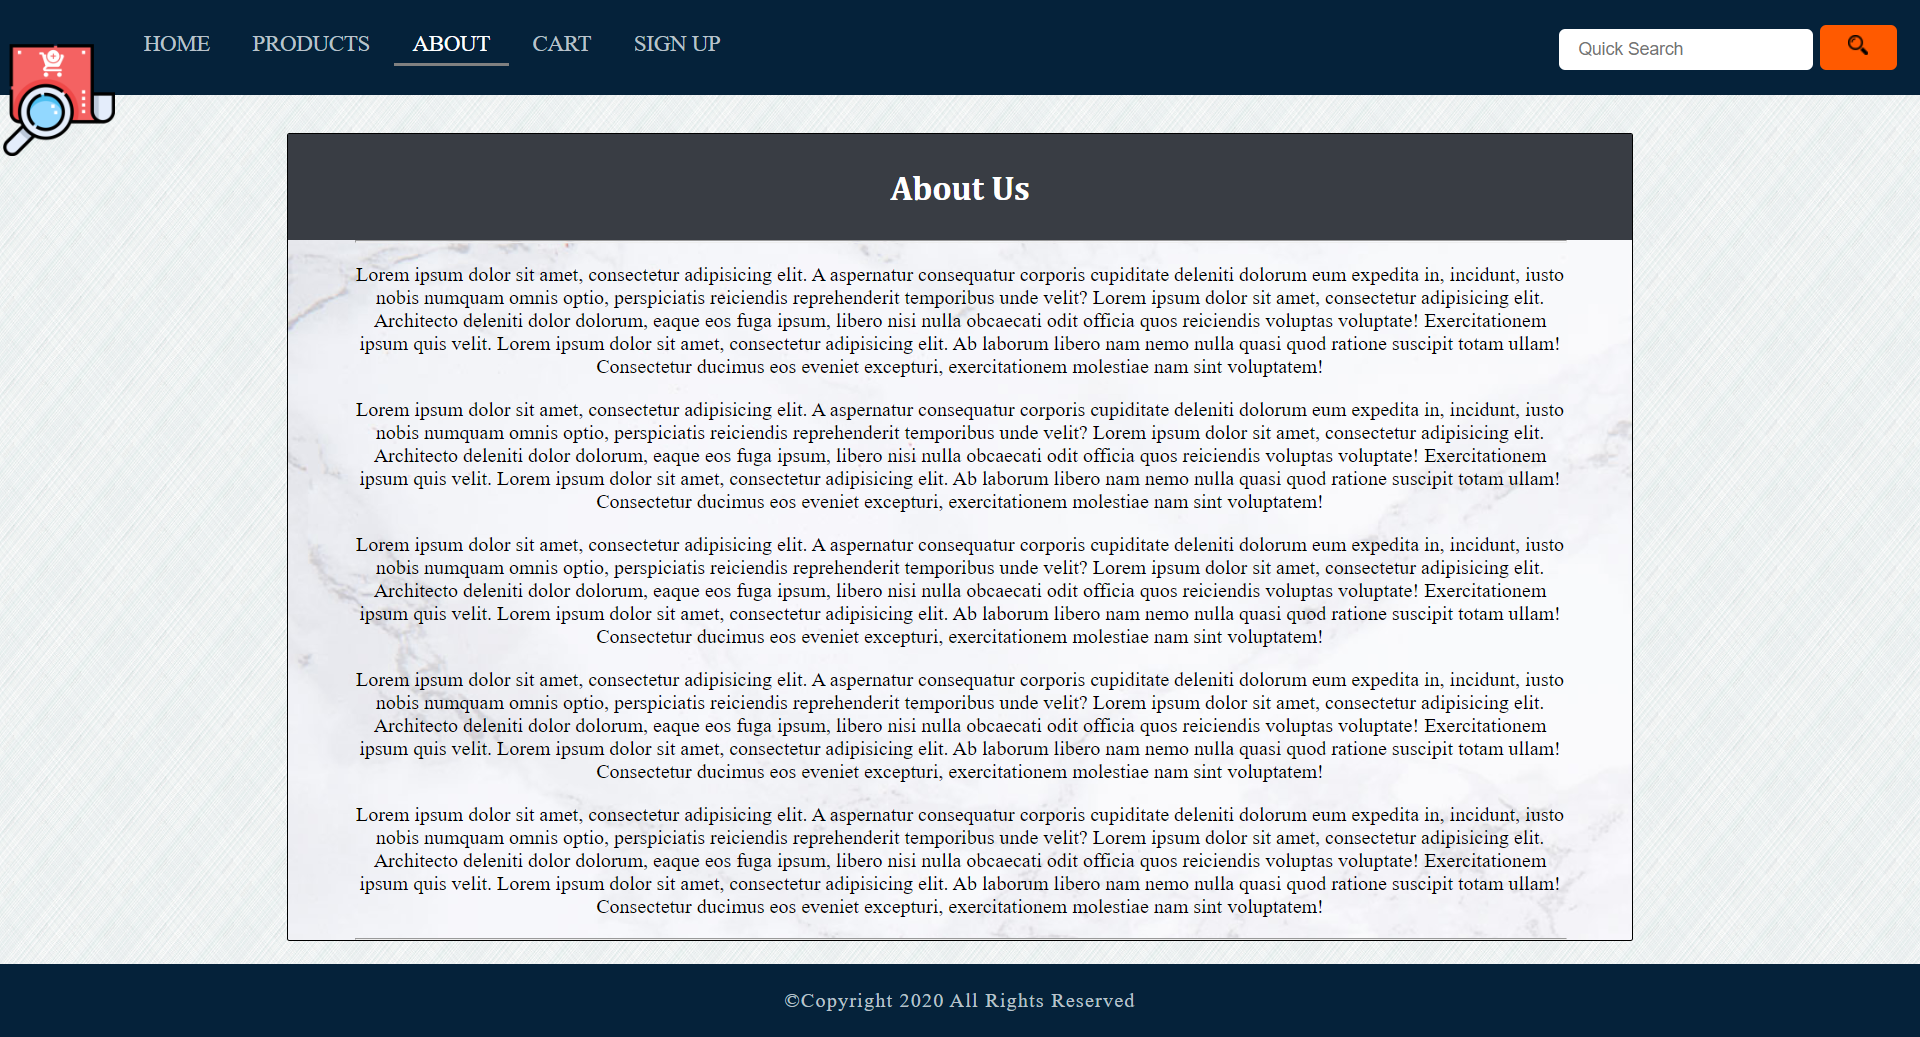 HOME PRODUCTS ABOUT CART SIGN UP Quick Search
About Us
Lorem ipsum dolor sit amet, consectetur adipisicing elit. A aspernatur consequatur corporis cupiditate deleniti dolorum eum expedita in, incidunt, iusto
nobis numquam omnis optio, perspiciatis reiciendis reprehenderit temporibus unde velit? Lorem ipsum dolor sit amet, consectetur adipisicing elit.
Architecto deleniti dolor dolorum, eaque eos fuga ipsum, libero nisi nulla obcaecati odit officia quos reiciendis voluptas voluptate! Exercitationem
ipsum quis velit. Lorem ipsum dolor sit amet, consectetur adipisicing elit. Ab laborum libero nam nemo nulla quasi quod ratione suscipit totam ullam!
Consectetur ducimus eos eveniet excepturi, exercitationem molestiae nam sint voluptatem!
Lorem ipsum dolor sit amet, consectetur adipisicing elit. A aspernatur consequatur corporis cupiditate deleniti dolorum eum expedita in, incidunt, iusto
nobis numquam omnis optio, perspiciatis reiciendis reprehenderit temporibus unde velit? Lorem ipsum dolor sit amet, consectetur adipisicing elit.
Architecto deleniti dolor dolorum, eaque eos fuga ipsum, libero nisi nulla obcaecati odit officia quos reiciendis voluptas voluptate! Exercitationem
ipsum quis velit. Lorem ipsum dolor sit amet, consectetur adipisicing elit. Ab laborum libero nam nemo nulla quasi quod ratione suscipit totam ullam!
Consectetur ducimus eos eveniet excepturi, exercitationem molestiae nam sint voluptatem!
Lorem ipsum dolor sit amet, consectetur adipisicing elit. A aspernatur consequatur corporis cupiditate deleniti dolorum eum expedita in, incidunt, iusto
nobis numquam omnis optio, perspiciatis reiciendis reprehenderit temporibus unde velit? Lorem ipsum dolor sit amet, consectetur adipisicing elit.
Architecto deleniti dolor dolorum, eaque eos fuga ipsum, libero nisi nulla obcaecati odit officia quos reiciendis voluptas voluptate! Exercitationem
ipsum quis velit. Lorem ipsum dolor sit amet, consectetur adipisicing elit. Ab laborum libero nam nemo nulla quasi quod ratione suscipit totam ullam!
Consectetur ducimus eos eveniet excepturi, exercitationem molestiae nam sint voluptatem!
Lorem ipsum dolor sit amet, consectetur adipisicing elit. A aspernatur consequatur corporis cupiditate deleniti dolorum eum expedita in, incidunt, iusto
nobis numquam omnis optio, perspiciatis reiciendis reprehenderit temporibus unde velit? Lorem ipsum dolor sit amet, consectetur adipisicing elit.
Architecto deleniti dolor dolorum, eaque eos fuga ipsum, libero nisi nulla obcaecati odit officia quos reiciendis voluptas voluptate! Exercitationem
ipsum quis velit. Lorem ipsum dolor sit amet, consectetur adipisicing elit. Ab laborum libero nam nemo nulla quasi quod ratione suscipit totam ullam!
Consectetur ducimus eos eveniet excepturi, exercitationem molestiae nam sint voluptatem!
Lorem ipsum dolor sit amet, consectetur adipisicing elit. A aspernatur consequatur corporis cupiditate deleniti dolorum eum expedita in, incidunt, iusto
nobis numquam omnis optio, perspiciatis reiciendis reprehenderit temporibus unde velit? Lorem ipsum dolor sit amet, consectetur adipisicing elit.
Architecto deleniti dolor dolorum, eaque eos fuga ipsum, libero nisi nulla obcaecati odit officia quos reiciendis voluptas voluptate! Exercitationem
ipsum quis velit. Lorem ipsum dolor sit amet, consectetur adipisicing elit. Ab laborum libero nam nemo nulla quasi quod ratione suscipit totam ullam!
Consectetur ducimus eos eveniet excepturi, exercitationem molestiae nam sint voluptatem!
©Copyright 2020 All Rights Reserved